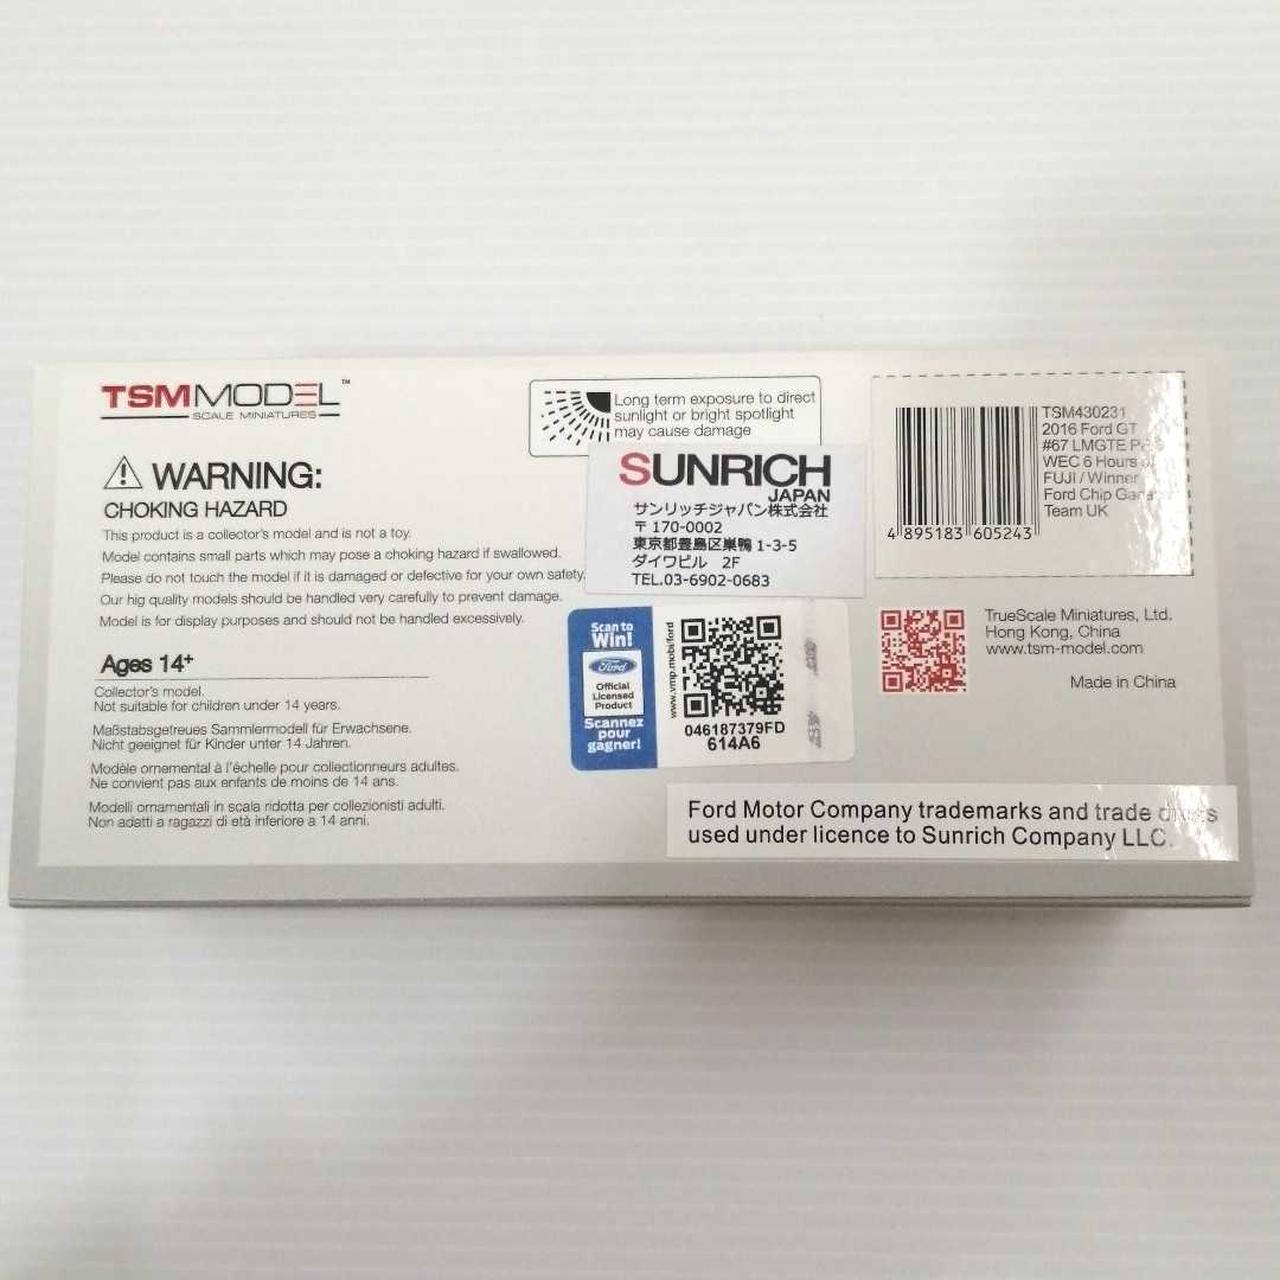 TSMMODEL™
SCALE MINIATURES
WARNING:
CHOKING HAZARD
This product is a collector's model and is not a toy.
Model contains small parts which may pose a choking hazard if swallowed.
Please do not touch the model if it is damaged or defective for your own safety.
Our hig quality models should be handled very carefully to prevent damage.
Model is for display purposes and should not be handled excessively.
Ages 14+
Collector's model.
Not suitable for children under 14 years.
Maßstabsgetreues Sammlermodell für Erwachsene.
Nicht geeignet für Kinder unter 14 Jahren.
Modèle ornemental à l'échelle pour collectionneurs adultes.
Ne convient pas aux enfants de moins de 14 ans.
Modelli ornamentali in scala ridotta per collezionisti adulti.
Non adatti a ragazzi di età inferiore a 14 anni.
Long term exposure to direct
sunlight or bright spotlight
may cause damage
SUNRICH
JAPAN
サンリッチジャパン株式会社
〒170-0002
東京都豊島区巣鴨1-3-5
ダイワビル 2F
TEL.03-6902-0683
Scan to
Win!
Ford
Official
Licensed
Product
Scannez
pour
gagner!
www.vmp.mobi/ford
046187379FD
614A6
4 895183 605243
TSM430231
2016 Ford GT
#67 LMGTE
WEC 6 Hours
FUJI / Winner
Ford Chip
Team UK
TrueScale Miniatures, Ltd.
Hong Kong, China
www.tsm-model.com
Made in China
Ford Motor Company trademarks and trade
used under licence to Sunrich Company LLC.